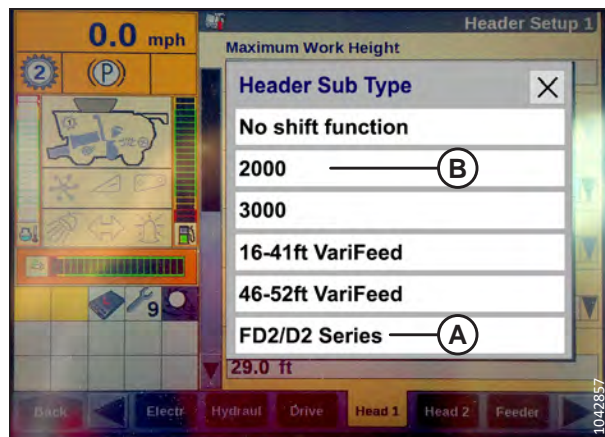 0.0 mph
Header Setup 1
Maximum Work Height
2
(P)
Header Sub Type
No shift function
2000
B
3000
16-41ft VariFeed
46-52ft VariFeed
FD2/D2 Series
A
9
29.0 ft
Back
Electr
Hydraul
Drive
Head 1
Head 2
Feeder
1042857